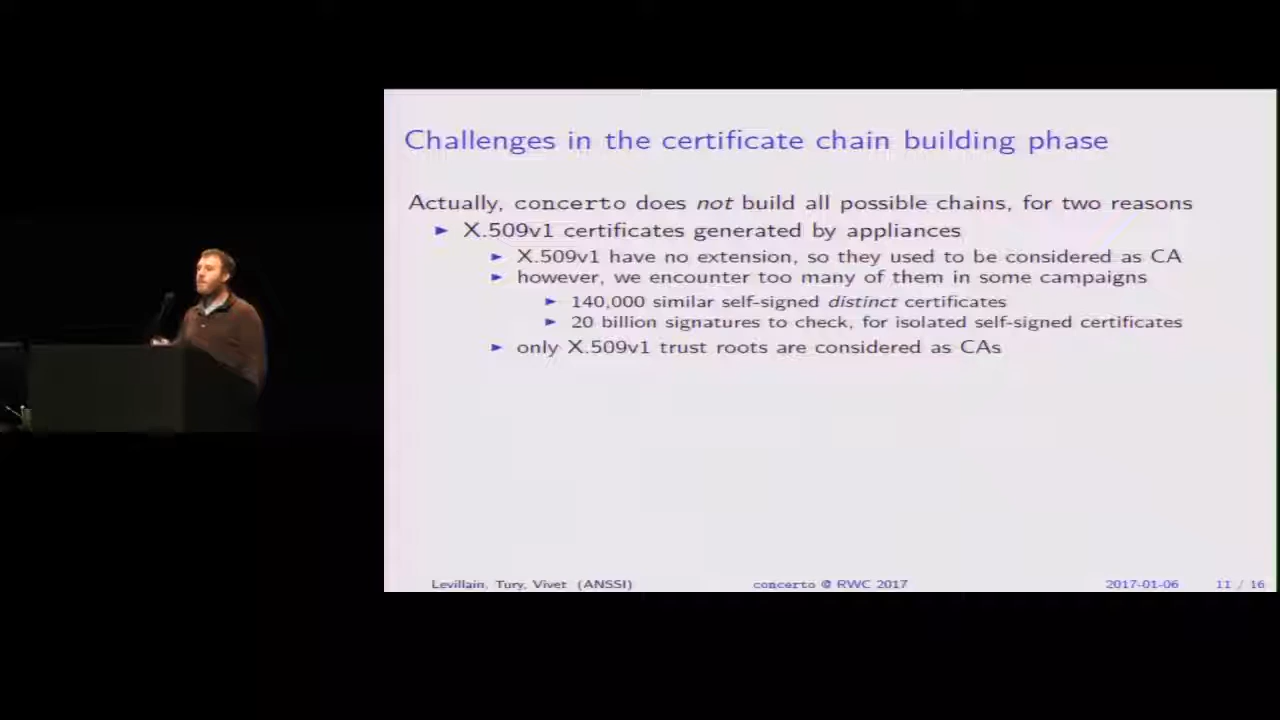 Challenges in the certificate chain building phase
Actually, concerto does not build all possible chains, for two reasons
► X.509v1 certificates generated by appliances
► X.509v1 have no extension, so they used to be considered as CA
► however, we encounter too many of them in some campaigns
► 140,000 similar self-signed distinct certificates
► 20 billion signatures to check, for isolated self-signed certificates
► only X.509v1 trust roots are considered as CAs
Levillain, Tury, Vivet (ANSSI) concerto @ RWC 2017 2017-01-06 11 / 16